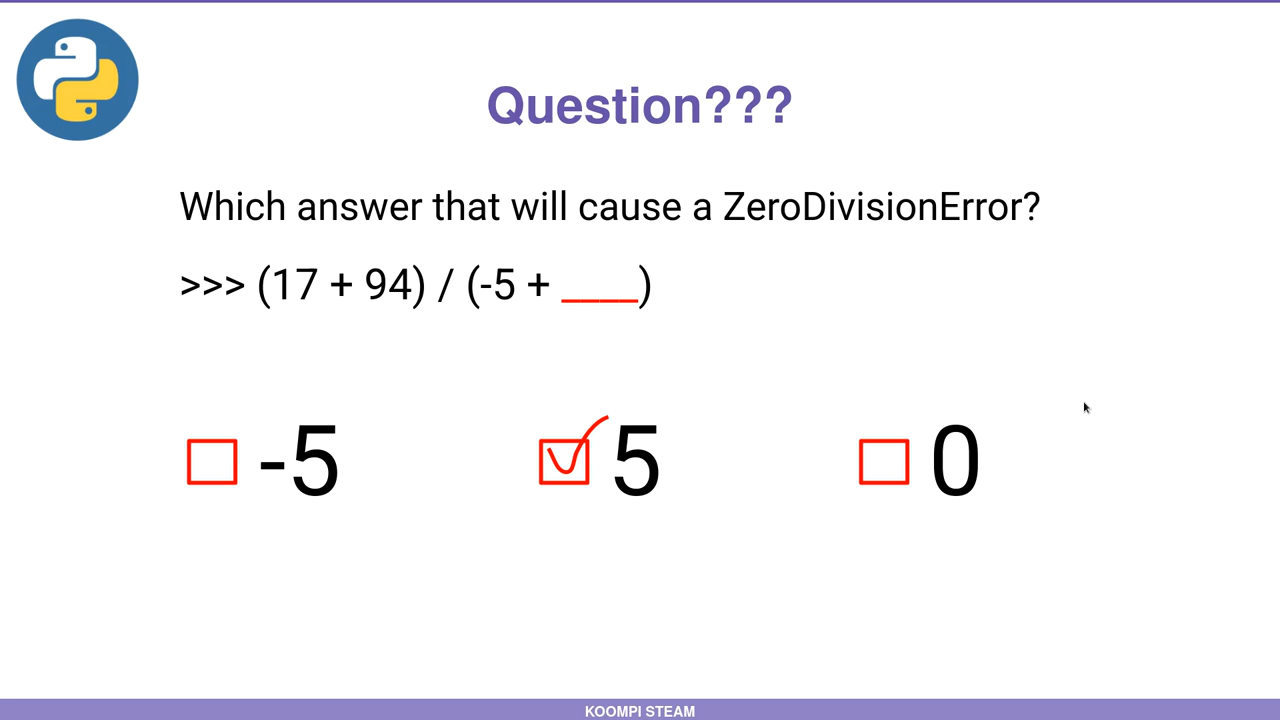 Question???
Which answer that will cause a ZeroDivisionError?
>>> (17 + 94) / (-5 + ____)
-5
5
0
KOOMPI STEAM